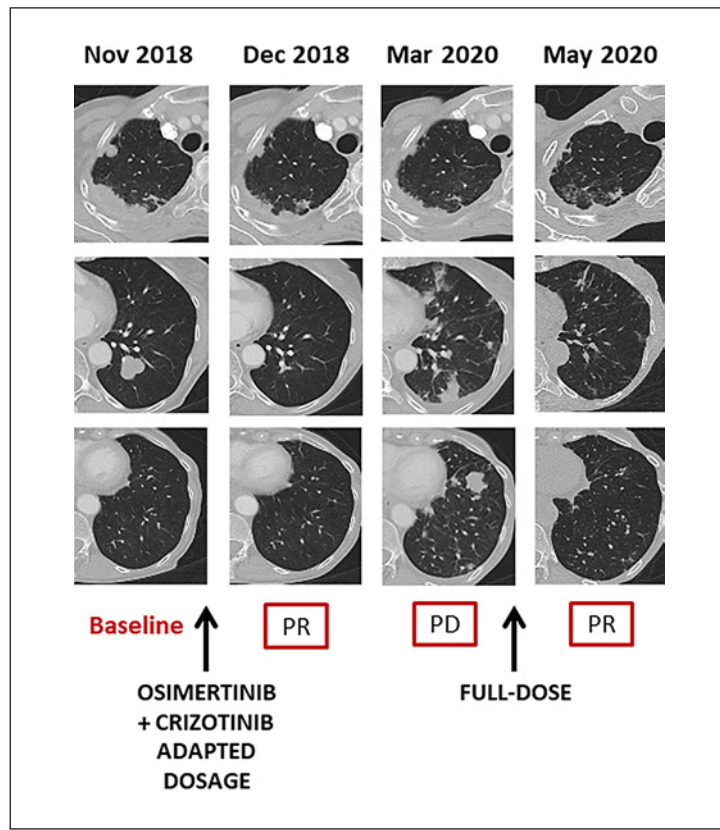 Nov 2018 Dec 2018 Mar 2020 May 2020
Baseline PR PD PR
OSIMERTINIB
+ CRIZOTINIB
ADAPTED
DOSAGE
FULL-DOSE